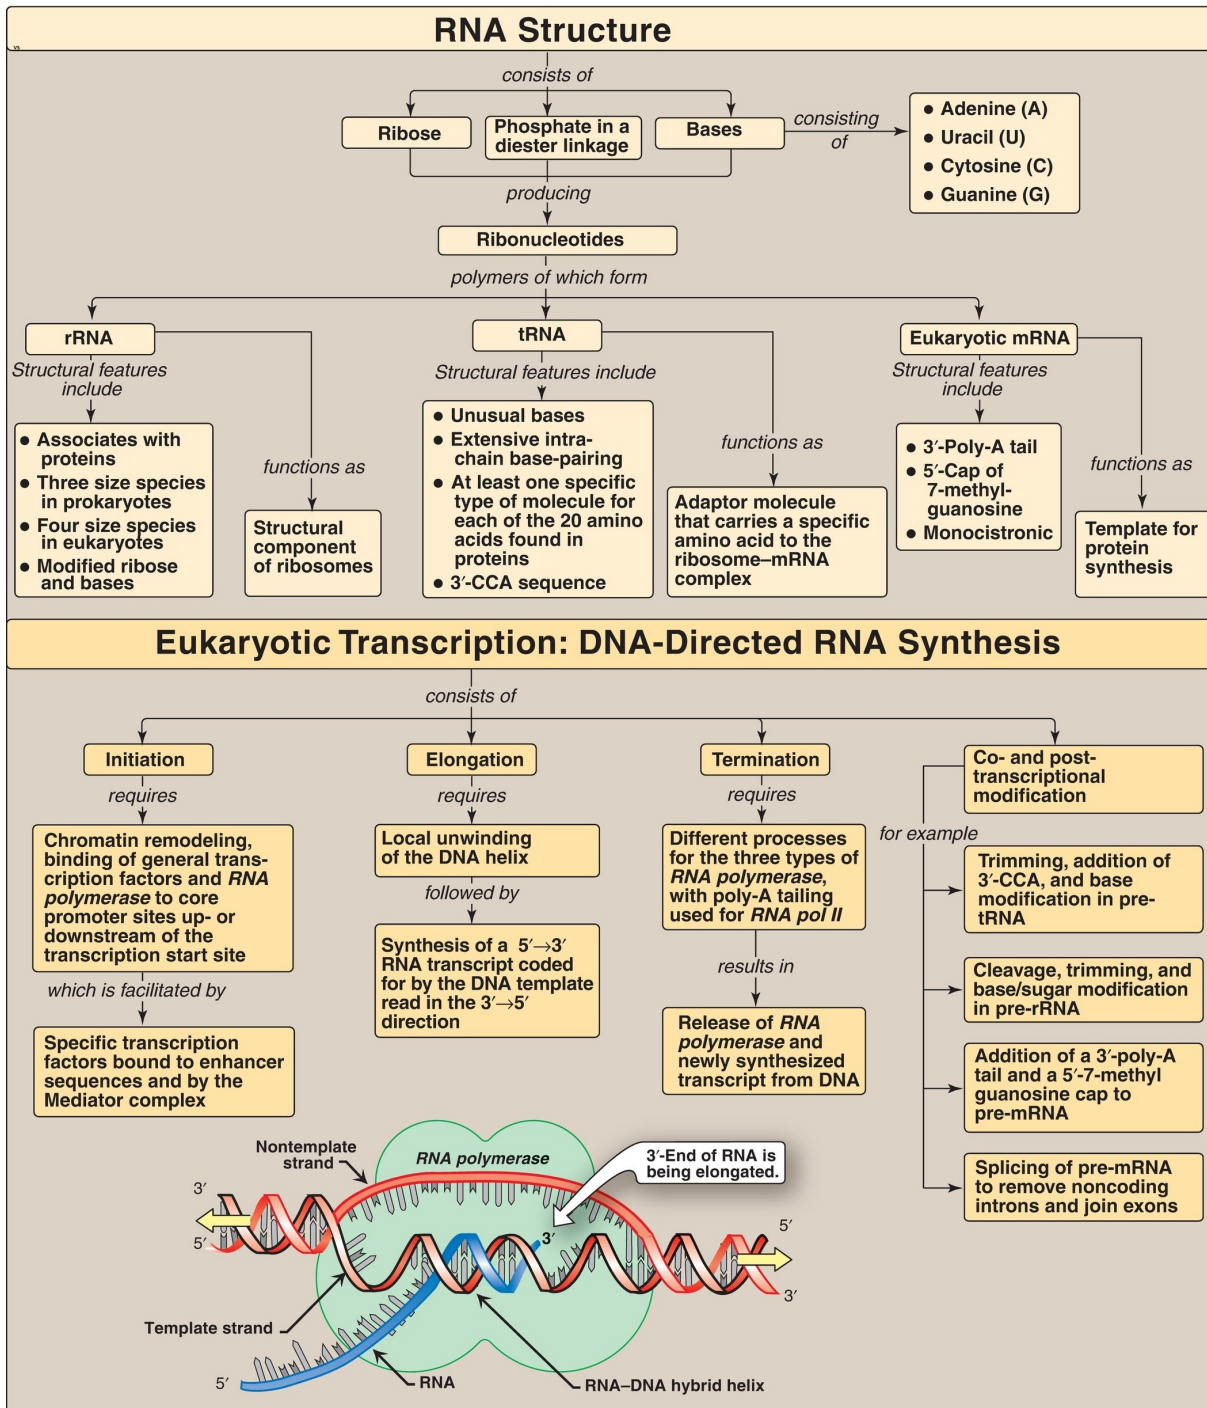 RNA Structure
consists of
Ribose
Phosphate in a
diester linkage
Bases
consisting
of
● Adenine (A)
● Uracil (U)
● Cytosine (C)
● Guanine (G)
producing
Ribonucleotides
polymers of which form
rRNA
Structural features
include
● Associates with
proteins
● Three size species
in prokaryotes
● Four size species
in eukaryotes
● Modified ribose
and bases
functions as
Structural
component
of ribosomes
tRNA
Structural features include
● Unusual bases
● Extensive intra-
chain base-pairing
● At least one specific
type of molecule for
each of the 20 amino
acids found in
proteins
● 3′-CCA sequence
functions as
Adaptor molecule
that carries a specific
amino acid to the
ribosome–mRNA
complex
Eukaryotic mRNA
Structural features
include
● 3′-Poly-A tail
● 5′-Cap of
7-methyl-
guanosine
● Monocistronic
functions as
Template for
protein
synthesis
Eukaryotic Transcription: DNA-Directed RNA Synthesis
consists of
Initiation
requires
Chromatin remodeling,
binding of general trans-
cription factors and RNA
polymerase to core
promoter sites up- or
downstream of the
transcription start site
which is facilitated by
Specific transcription
factors bound to enhancer
sequences and by the
Mediator complex
Elongation
requires
Local unwinding
of the DNA helix
followed by
Synthesis of a 5′→3′
RNA transcript coded
for by the DNA template
read in the 3′→5′
direction
Termination
requires
Different processes
for the three types of
RNA polymerase,
with poly-A tailing
used for RNA pol II
results in
Release of RNA
polymerase and
newly synthesized
transcript from DNA
Co- and post-
transcriptional
modification
for example
Trimming, addition of
3′-CCA, and base
modification in pre-
tRNA
Cleavage, trimming, and
base/sugar modification
in pre-rRNA
Addition of a 3′-poly-A
tail and a 5′-7-methyl
guanosine cap to
pre-mRNA
Splicing of pre-mRNA
to remove noncoding
introns and join exons
Nontemplate
strand
RNA polymerase
3′-End of RNA is
being elongated.
3′
5′
3′
5′
3′
Template strand
5′
RNA
RNA–DNA hybrid helix